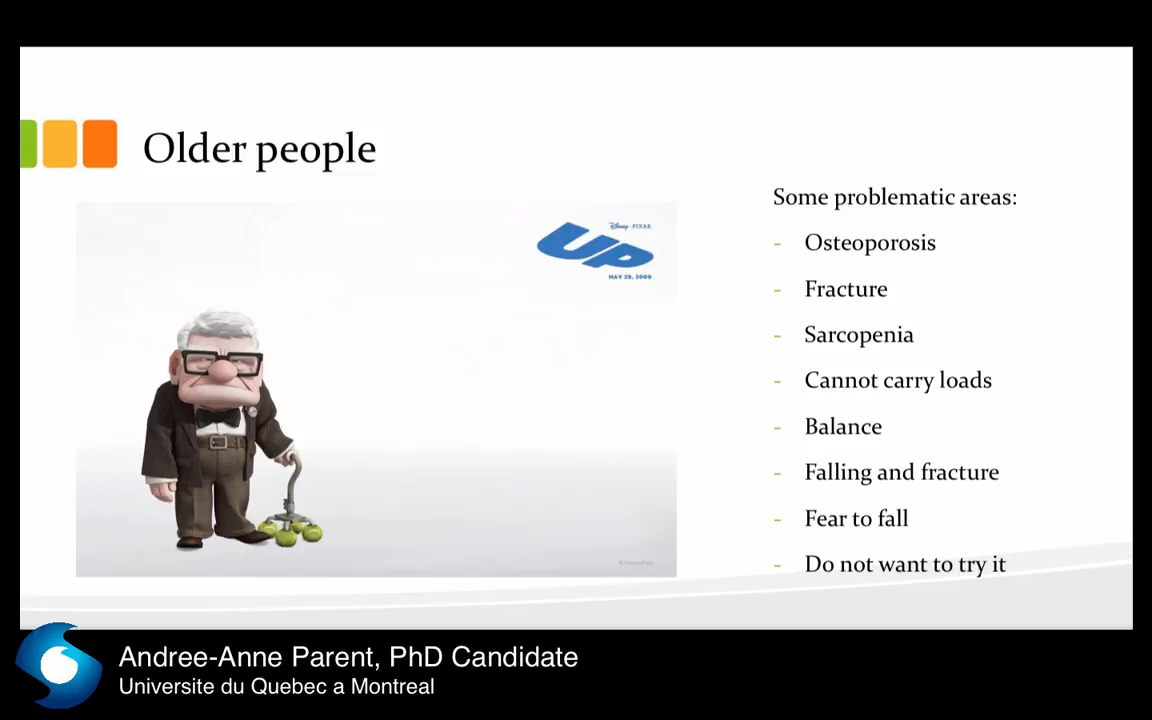 Older people
Disney · PIXAR
UP
MAY 29, 2009
Some problematic areas:
- Osteoporosis
- Fracture
- Sarcopenia
- Cannot carry loads
- Balance
- Falling and fracture
- Fear to fall
- Do not want to try it
Andree-Anne Parent, PhD Candidate
Universite du Quebec a Montreal